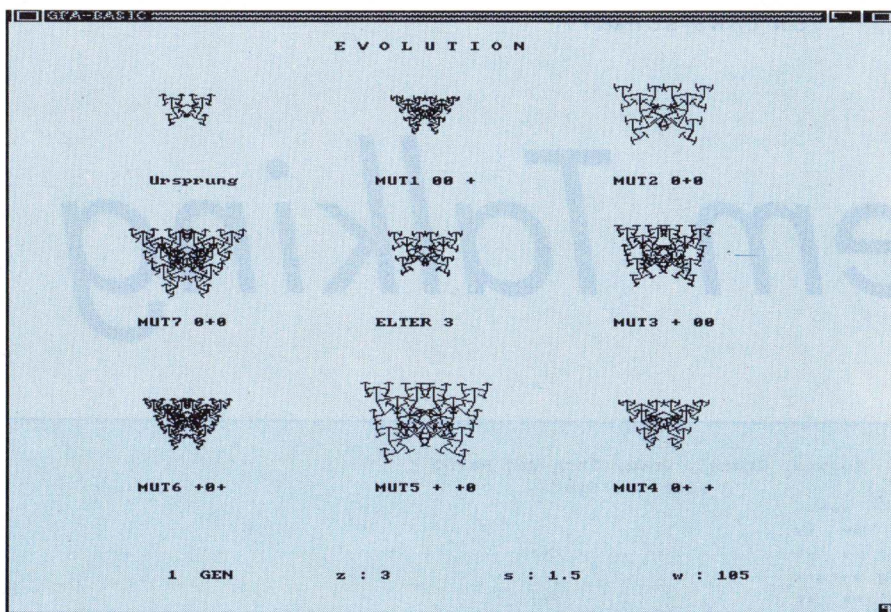 GFA-BASIC
E V O L U T I O N
Ursprung MUT1 00 + MUT2 0+0
MUT7 0+0 ELTER 3 MUT3 + 00
MUT6 +0+ MUT5 + +0 MUT4 0+ +
1 GEN z : 3 s : 1.5 w : 105
m Talking